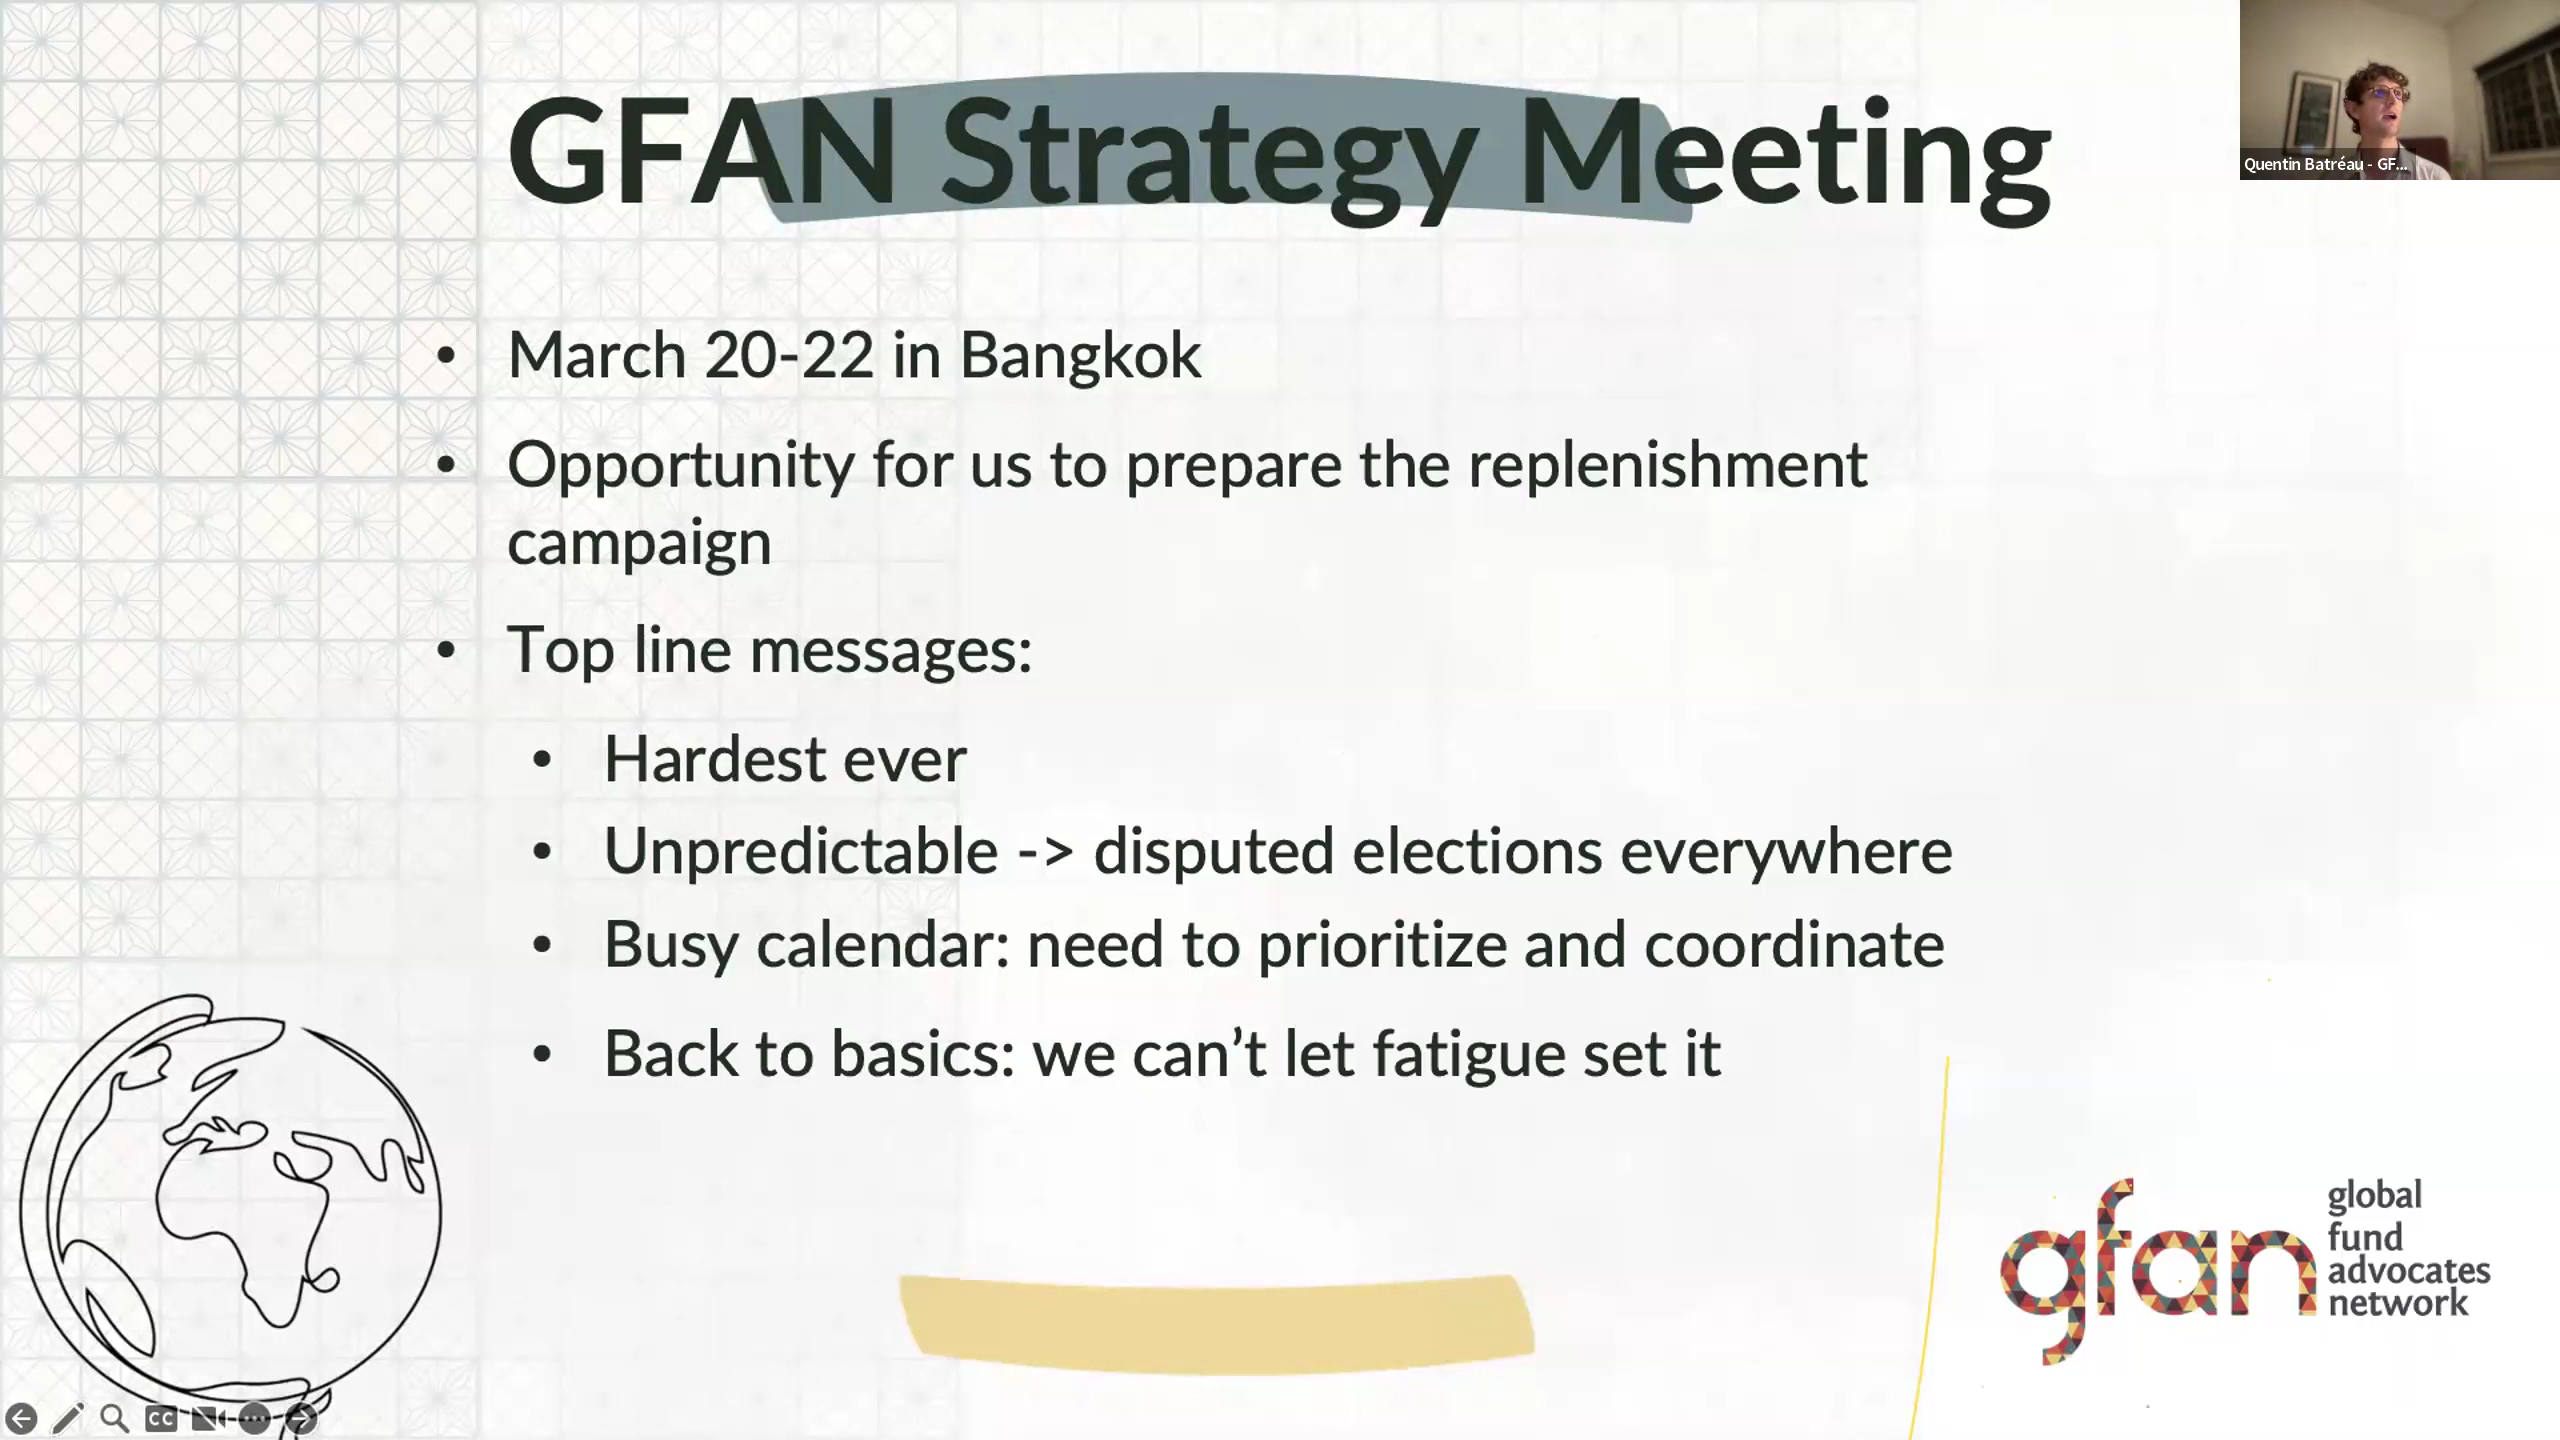 GFAN Strategy Meeting
Quentin Batréau - GF...
• March 20-22 in Bangkok
• Opportunity for us to prepare the replenishment
campaign
• Top line messages:
• Hardest ever
• Unpredictable -> disputed elections everywhere
• Busy calendar: need to prioritize and coordinate
• Back to basics: we can’t let fatigue set it
gfan
global
fund
advocates
network
CC